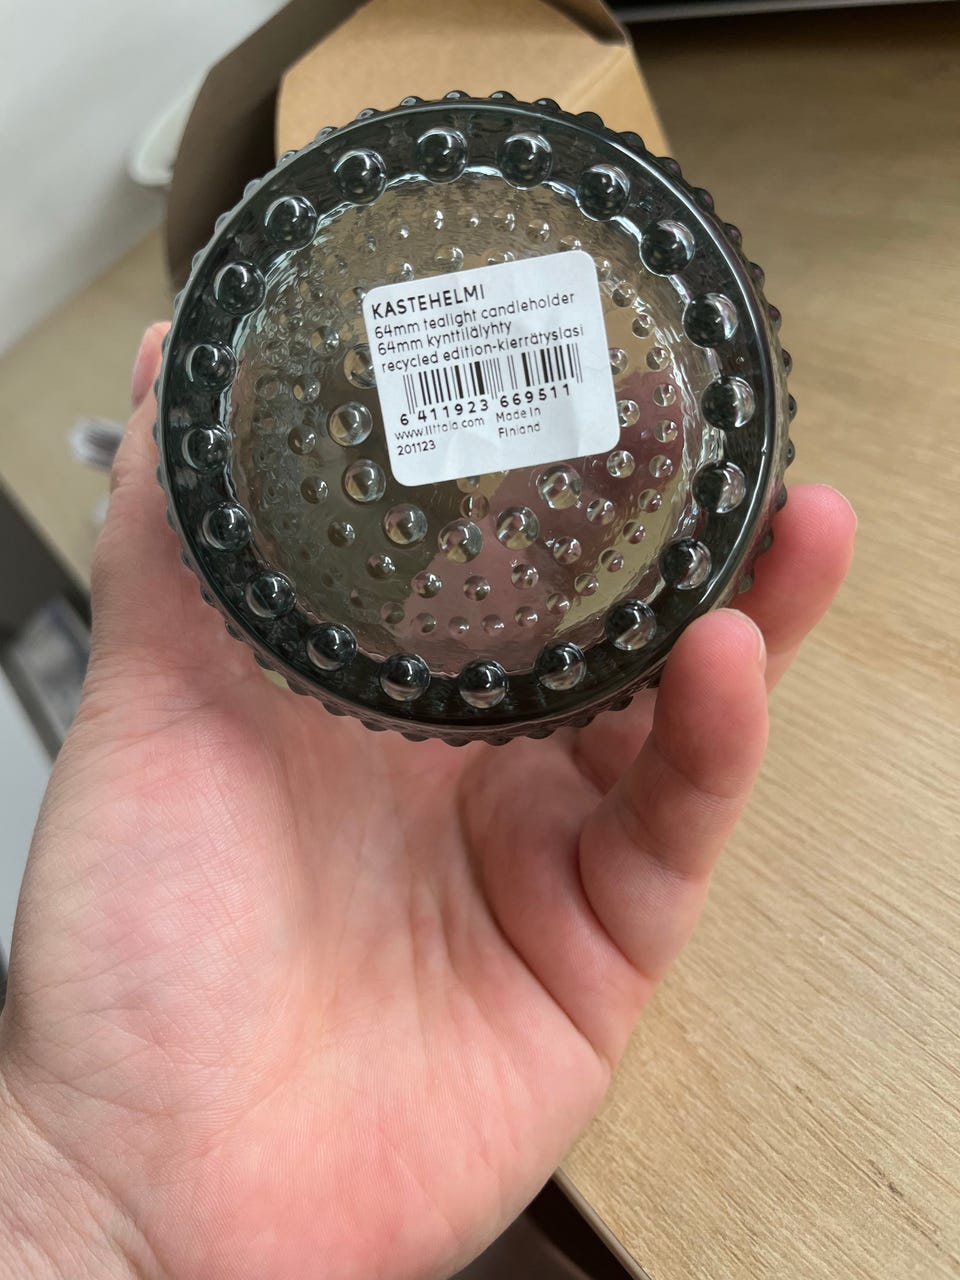 KASTEHELMI
64mm tealight candleholder
64mm kynttilälyhty
recycled edition-kierrätyslasi
6 411923 669511
www.iittala.com Made in
201123 Finland